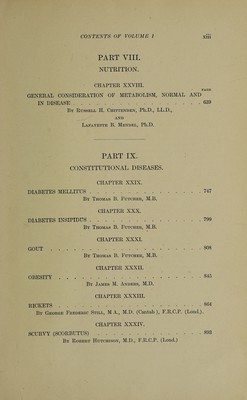 CONTENTS OF VOLUME I xiii
PART VIII.
NUTRITION.
CHAPTER XXVIII.
PAGE
GENERAL CONSIDERATION OF METABOLISM, NORMAL AND
IN DISEASE . . . . . . . . . . . . . . . . . . . 639
By Russell H. Chittenden, Ph.D., LL.D.,
AND
Lafayette B. Mendel, Ph.D.
PART IX.
CONSTITUTIONAL DISEASES.
CHAPTER XXIX.
DIABETES MELLITUS . . . . . . . . . . . . . . . . 747
By Thomas B. Futcher, M.B.
CHAPTER XXX.
DIABETES INSIPIDUS . . . . . . . . . . . . . . . . 798
By Thomas B. Futcher, M.B.
CHAPTER XXXI.
GOUT . . . . . . . . . . . . . . . . . . . . . 808
By Thomas B. Futcher, M.B.
CHAPTER XXXII.
OBESITY . . . . . . . . . . . . . . . . . . . .
By James M. Anders, M.D.
CHAPTER XXXIII.
RICKETS . . . . . . . . . . . . . . . . . . . . 864
By George Frederic Still, M.A., M.D. (Cantab.), F.R.C.P. (Lond.).
CHAPTER XXXIV.
SCURVY (SCORBUTUS) . . . . . . . . . . . . . . .
By Robert Hutchison, M.D., F.R.C.P. (Lond.)